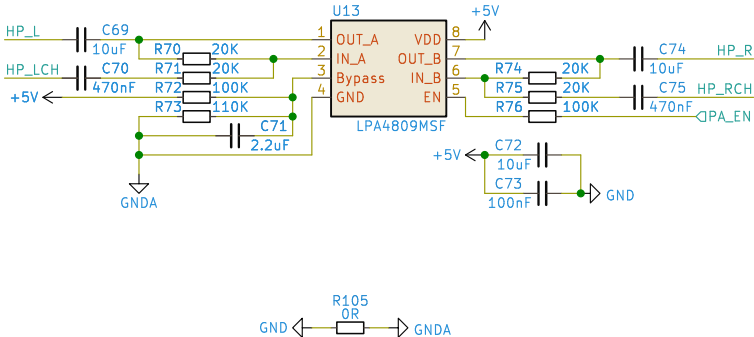 U13
+5V
HP_L
C69
10uF
1
OUT_A
VDD
8
R70
20K
2
IN_A
OUT_B
7
C74
10uF
HP_R
HP_LCH
C70
470nF
R71
20K
3
Bypass
IN_B
6
R74
20K
+5V
R72
100K
4
GND
EN
5
R75
20K
C75
470nF
HP_RCH
R73
110K
LPA4809MSF
R76
100K
PA_EN
C71
2.2uF
+5V
C72
10uF
C73
100nF
GND
GNDA
R105
0R
GND
GNDA